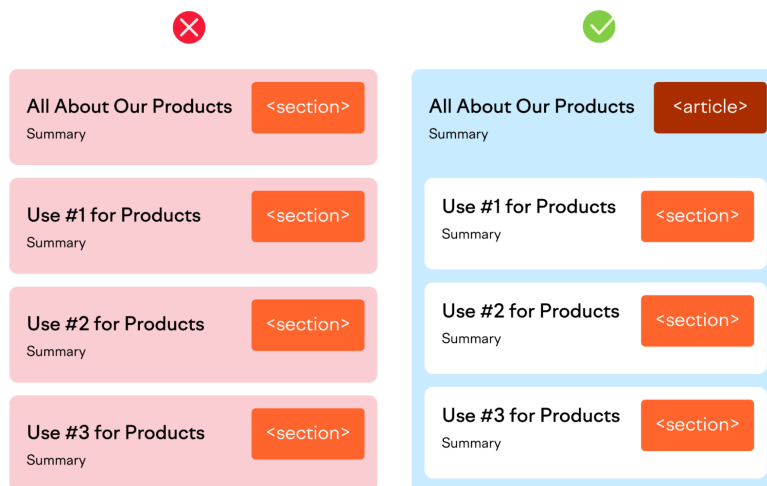 All About Our Products
<section>
Summary
Use #1 for Products
<section>
Summary
Use #2 for Products
<section>
Summary
Use #3 for Products
<section>
Summary
All About Our Products
<article>
Summary
Use #1 for Products
<section>
Summary
Use #2 for Products
<section>
Summary
Use #3 for Products
<section>
Summary